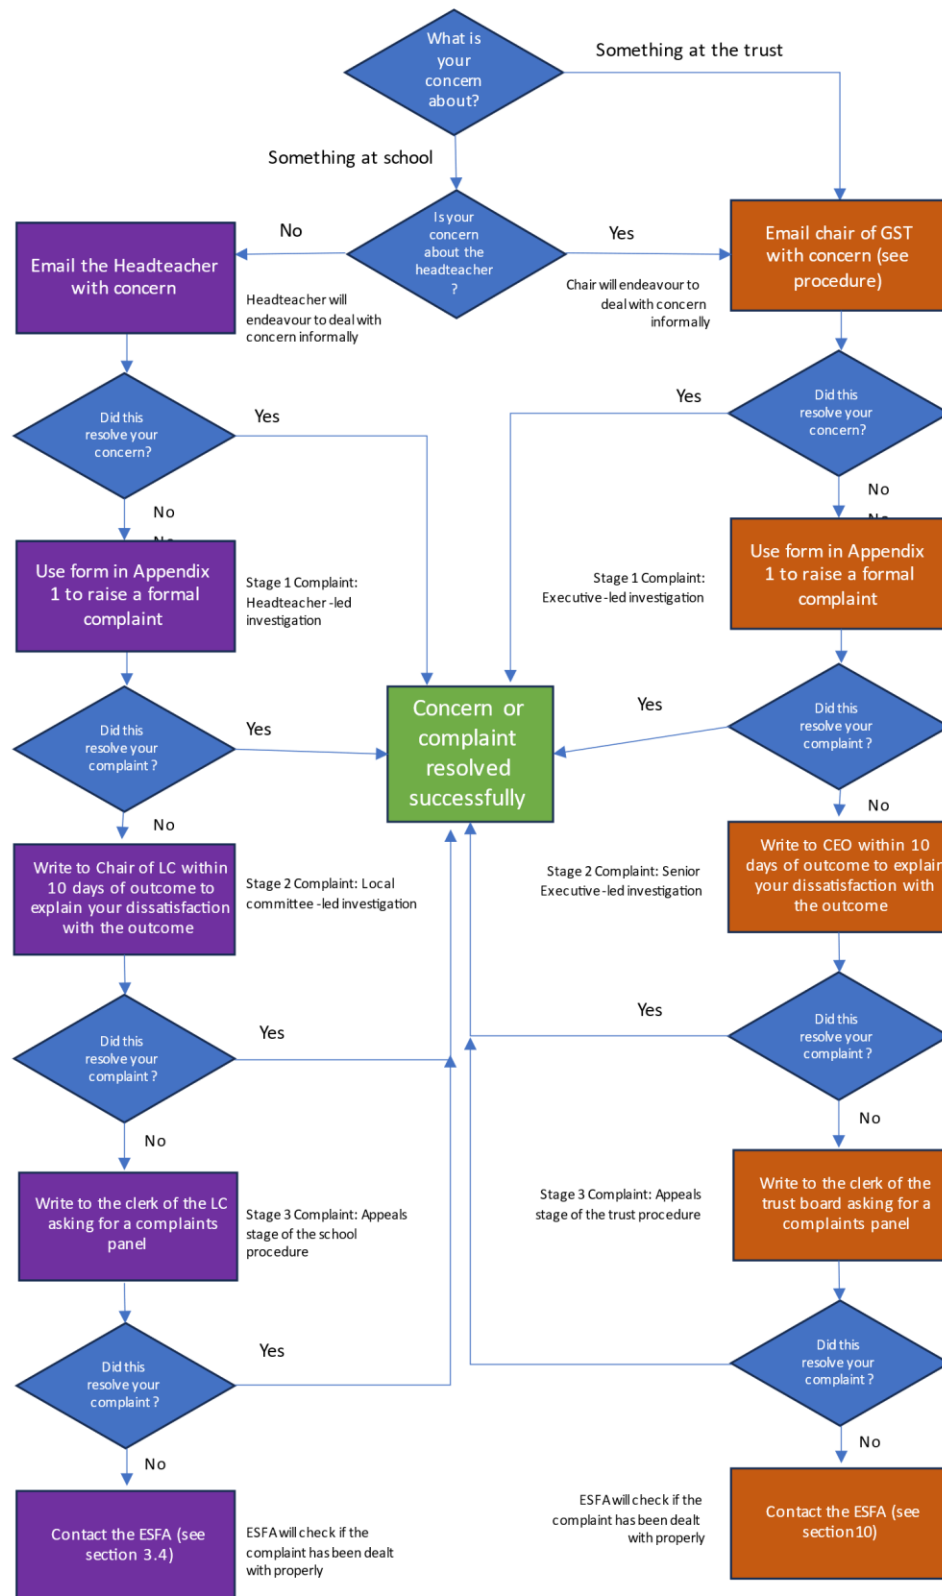 What is
your
concern
about?
Something at the trust
Something at school
Is your
concern
about the
headteacher
?
No
Yes
Email the Headteacher
with concern
Email chair of GST
with concern (see
procedure)
Headteacher will
endeavour to deal with
concern informally
Chair will endeavour to
deal with concern
informally
Did this
resolve your
concern?
Yes
Yes
Did this
resolve your
concern?
No
No
No
No
Use form in Appendix
1 to raise a formal
complaint
Stage 1 Complaint:
Headteacher -led
investigation
Stage 1 Complaint:
Executive -led investigation
Use form in Appendix
1 to raise a formal
complaint
Did this
resolve your
complaint ?
Yes
Concern or
complaint
resolved
successfully
Yes
Did this
resolve your
complaint ?
No
No
Write to Chair of LC within
10 days of outcome to
explain your dissatisfaction
with the outcome
Stage 2 Complaint: Local
committee -led investigation
Stage 2 Complaint: Senior
Executive -led investigation
Write to CEO within 10
days of outcome to explain
your dissatisfaction with
the outcome
Did this
resolve your
complaint ?
Yes
Yes
Did this
resolve your
complaint ?
No
No
Write to the clerk of the LC
asking for a complaints
panel
Stage 3 Complaint: Appeals
stage of the school
procedure
Stage 3 Complaint: Appeals
stage of the trust procedure
Write to the clerk of the
trust board asking for a
complaints panel
Did this
resolve your
complaint ?
Yes
Yes
Did this
resolve your
complaint ?
No
No
Contact the ESFA (see
section 3.4)
ESFA will check if the
complaint has been dealt
with properly
ESFA will check if the
complaint has been dealt
with properly
Contact the ESFA (see
section10)